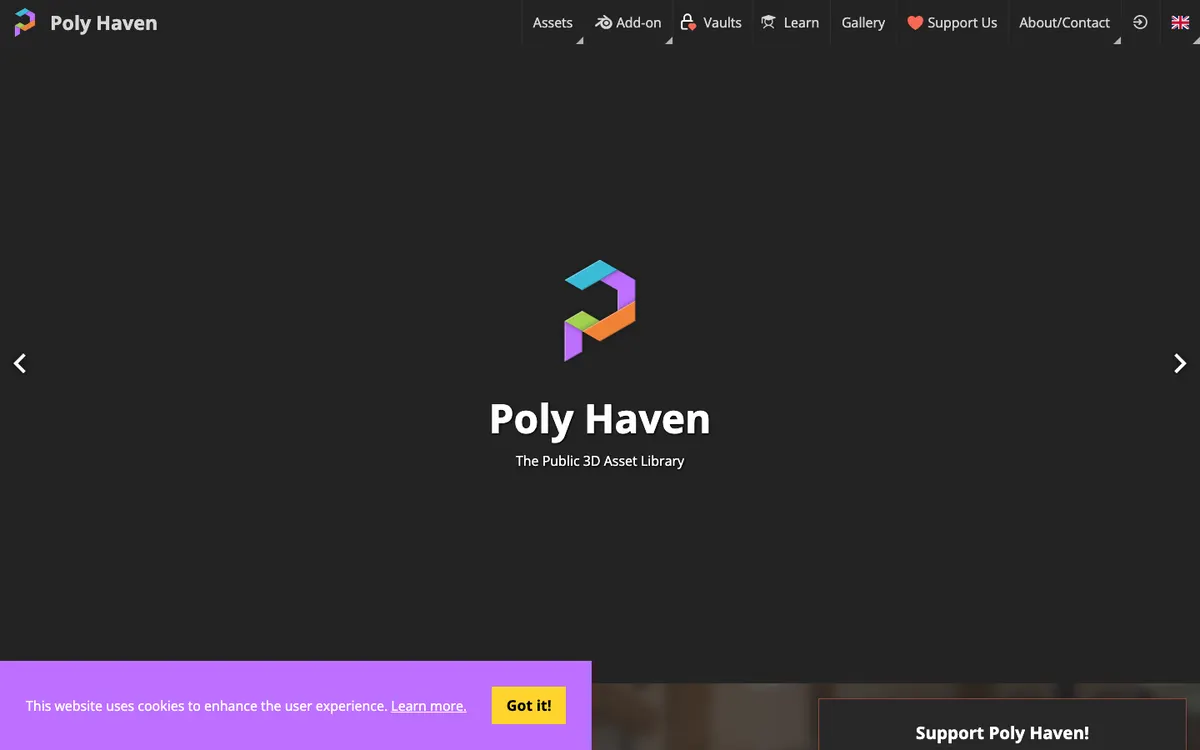 Poly Haven
Assets
Add-on
Vaults
Learn
Gallery
Support Us
About/Contact
Poly Haven
The Public 3D Asset Library
This website uses cookies to enhance the user experience. Learn more.
Got it!
Support Poly Haven!